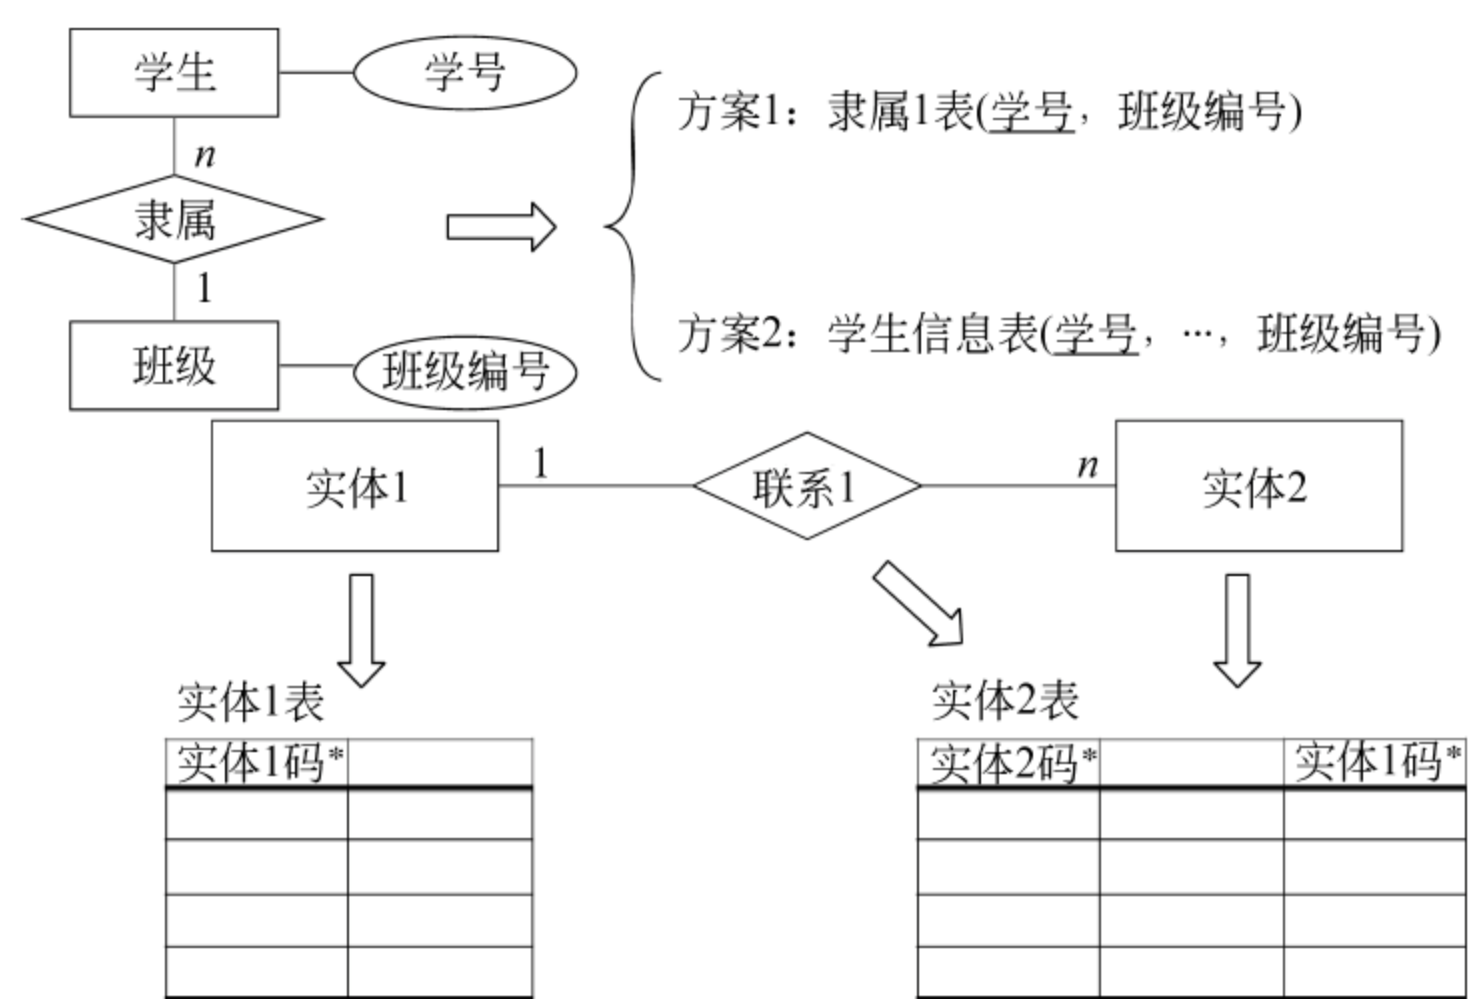 学生
学号
n
隶属
1
班级
班级编号
方案1：隶属1表(学号，班级编号)
方案2：学生信息表(学号，…，班级编号)
实体1
1
联系1
n
实体2
实体1表
实体1码*
实体2表
实体2码*
实体1码*